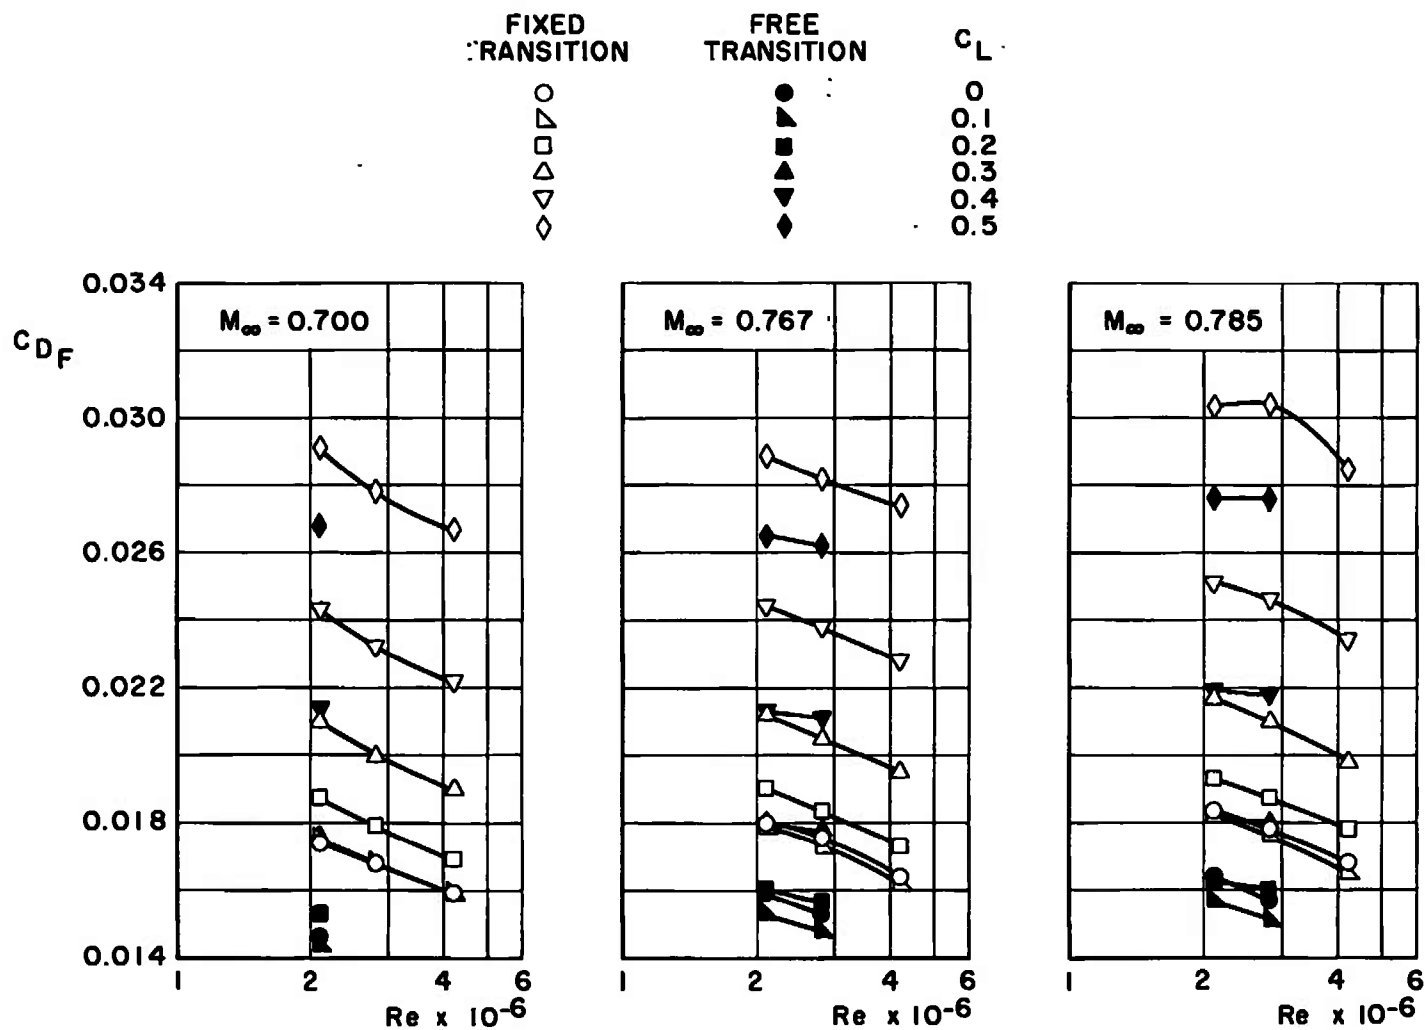 FIXED FREE
TRANSITION TRANSITION CL
0
0.1
0.2
0.3
0.4
0.5
CDF
0.034
0.030
0.026
0.022
0.018
0.014
M∞ = 0.700
M∞ = 0.767
M∞ = 0.785
1 2 4 6
Re x 10-6
1 2 4 6
Re x 10-6
1 2 4 6
Re x 10-6